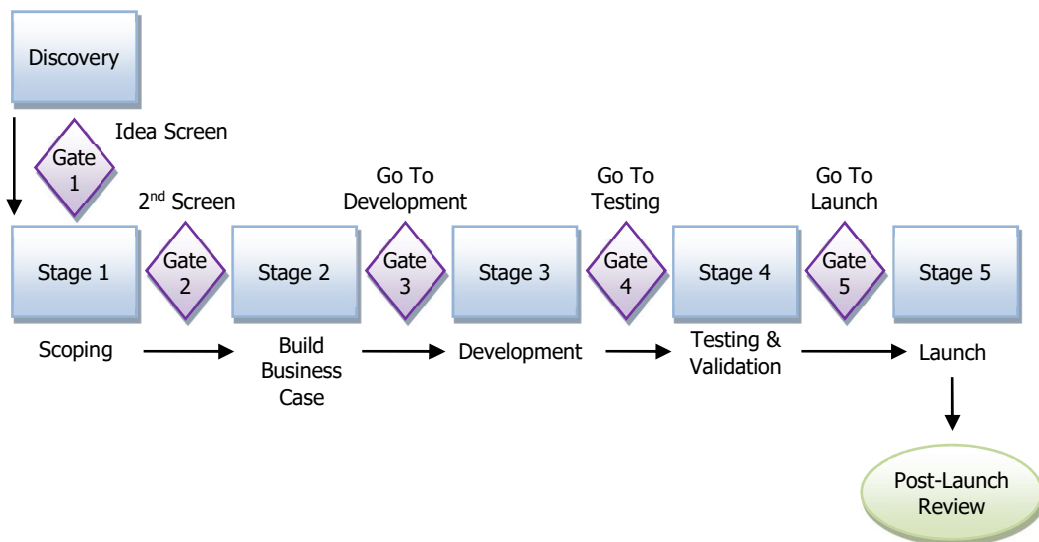 Discovery
Idea Screen
Gate
1
2nd Screen
Go To
Development
Go To
Testing
Go To
Launch
Stage 1
Gate
2
Stage 2
Gate
3
Stage 3
Gate
4
Stage 4
Gate
5
Stage 5
Scoping
Build
Business
Case
Development
Testing &
Validation
Launch
Post-Launch
Review